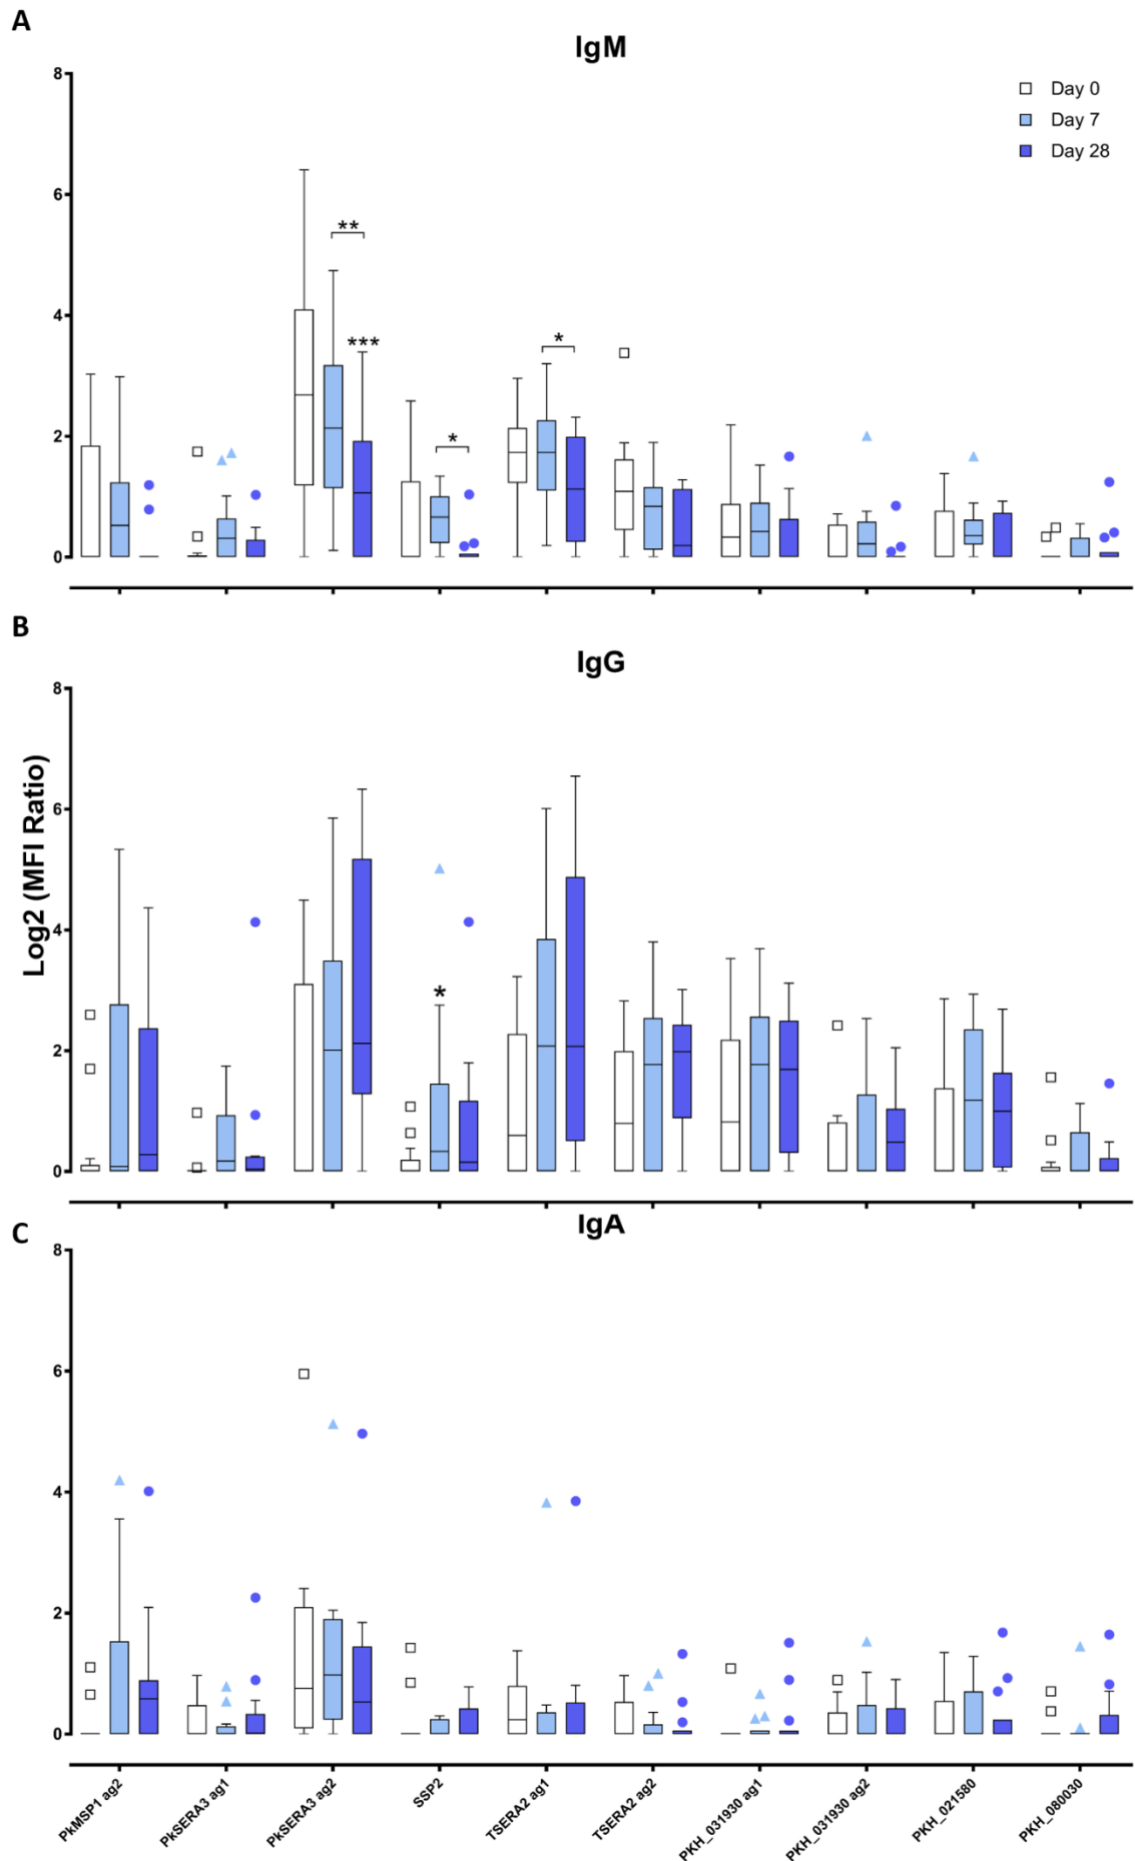 A
IgM
8
6
4
2
0
Day 0
Day 7
Day 28
**
***
*
*
B
IgG
8
6
4
2
0
*
Log2 (MFI Ratio)
C
IgA
8
6
4
2
0
PkMSP1 ag2
PkSERA3 ag1
PkSERA3 ag2
SSP2
TSERA2 ag1
TSERA2 ag2
PKH_031930 ag1
PKH_031930 ag2
PKH_021580
PKH_080030